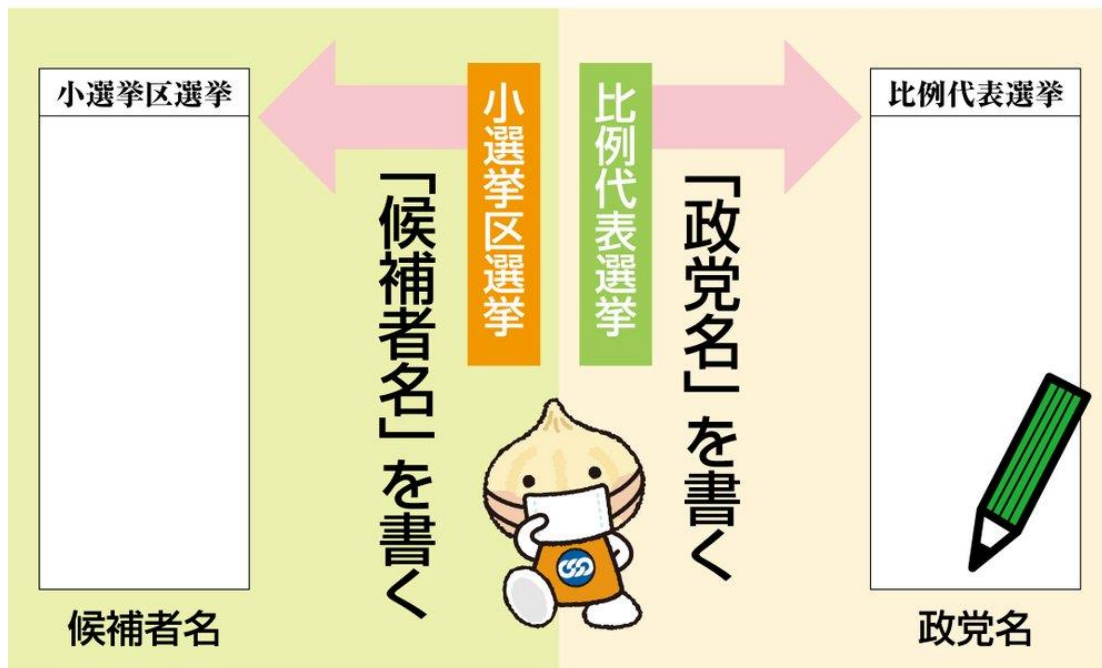 小選挙区選挙
候補者名
小選挙区選挙
「候補者名」を書く
比例代表選挙
「政党名」を書く
比例代表選挙
政党名